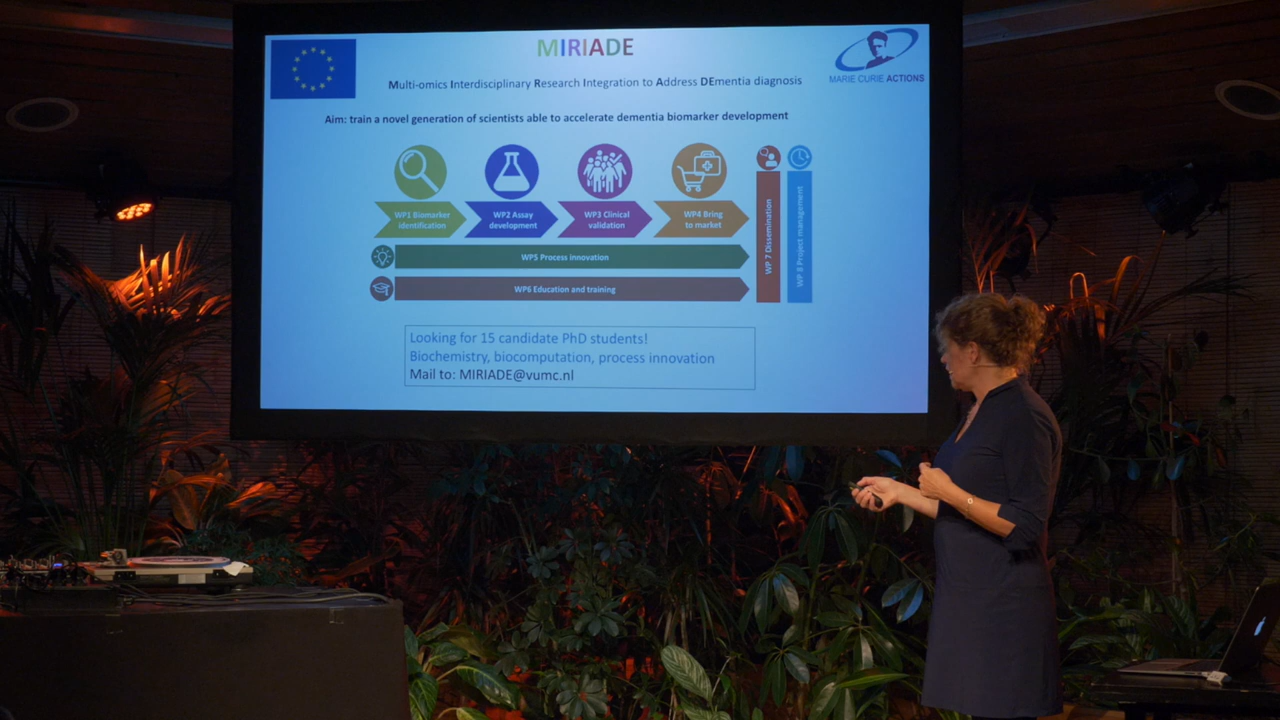 MIRIADE
MARIE CURIE ACTIONS
Multi-omics Interdisciplinary Research Integration to Address DEmentia diagnosis
Aim: train a novel generation of scientists able to accelerate dementia biomarker development
WP1 Biomarker
identification
WP2 Assay
development
WP3 Clinical
validation
WP4 Bring
to market
WP5 Process innovation
WP6 Education and training
WP 7 Dissemination
WP 8 Project management
Looking for 15 candidate PhD students!
Biochemistry, biocomputation, process innovation
Mail to: MIRIADE@vumc.nl